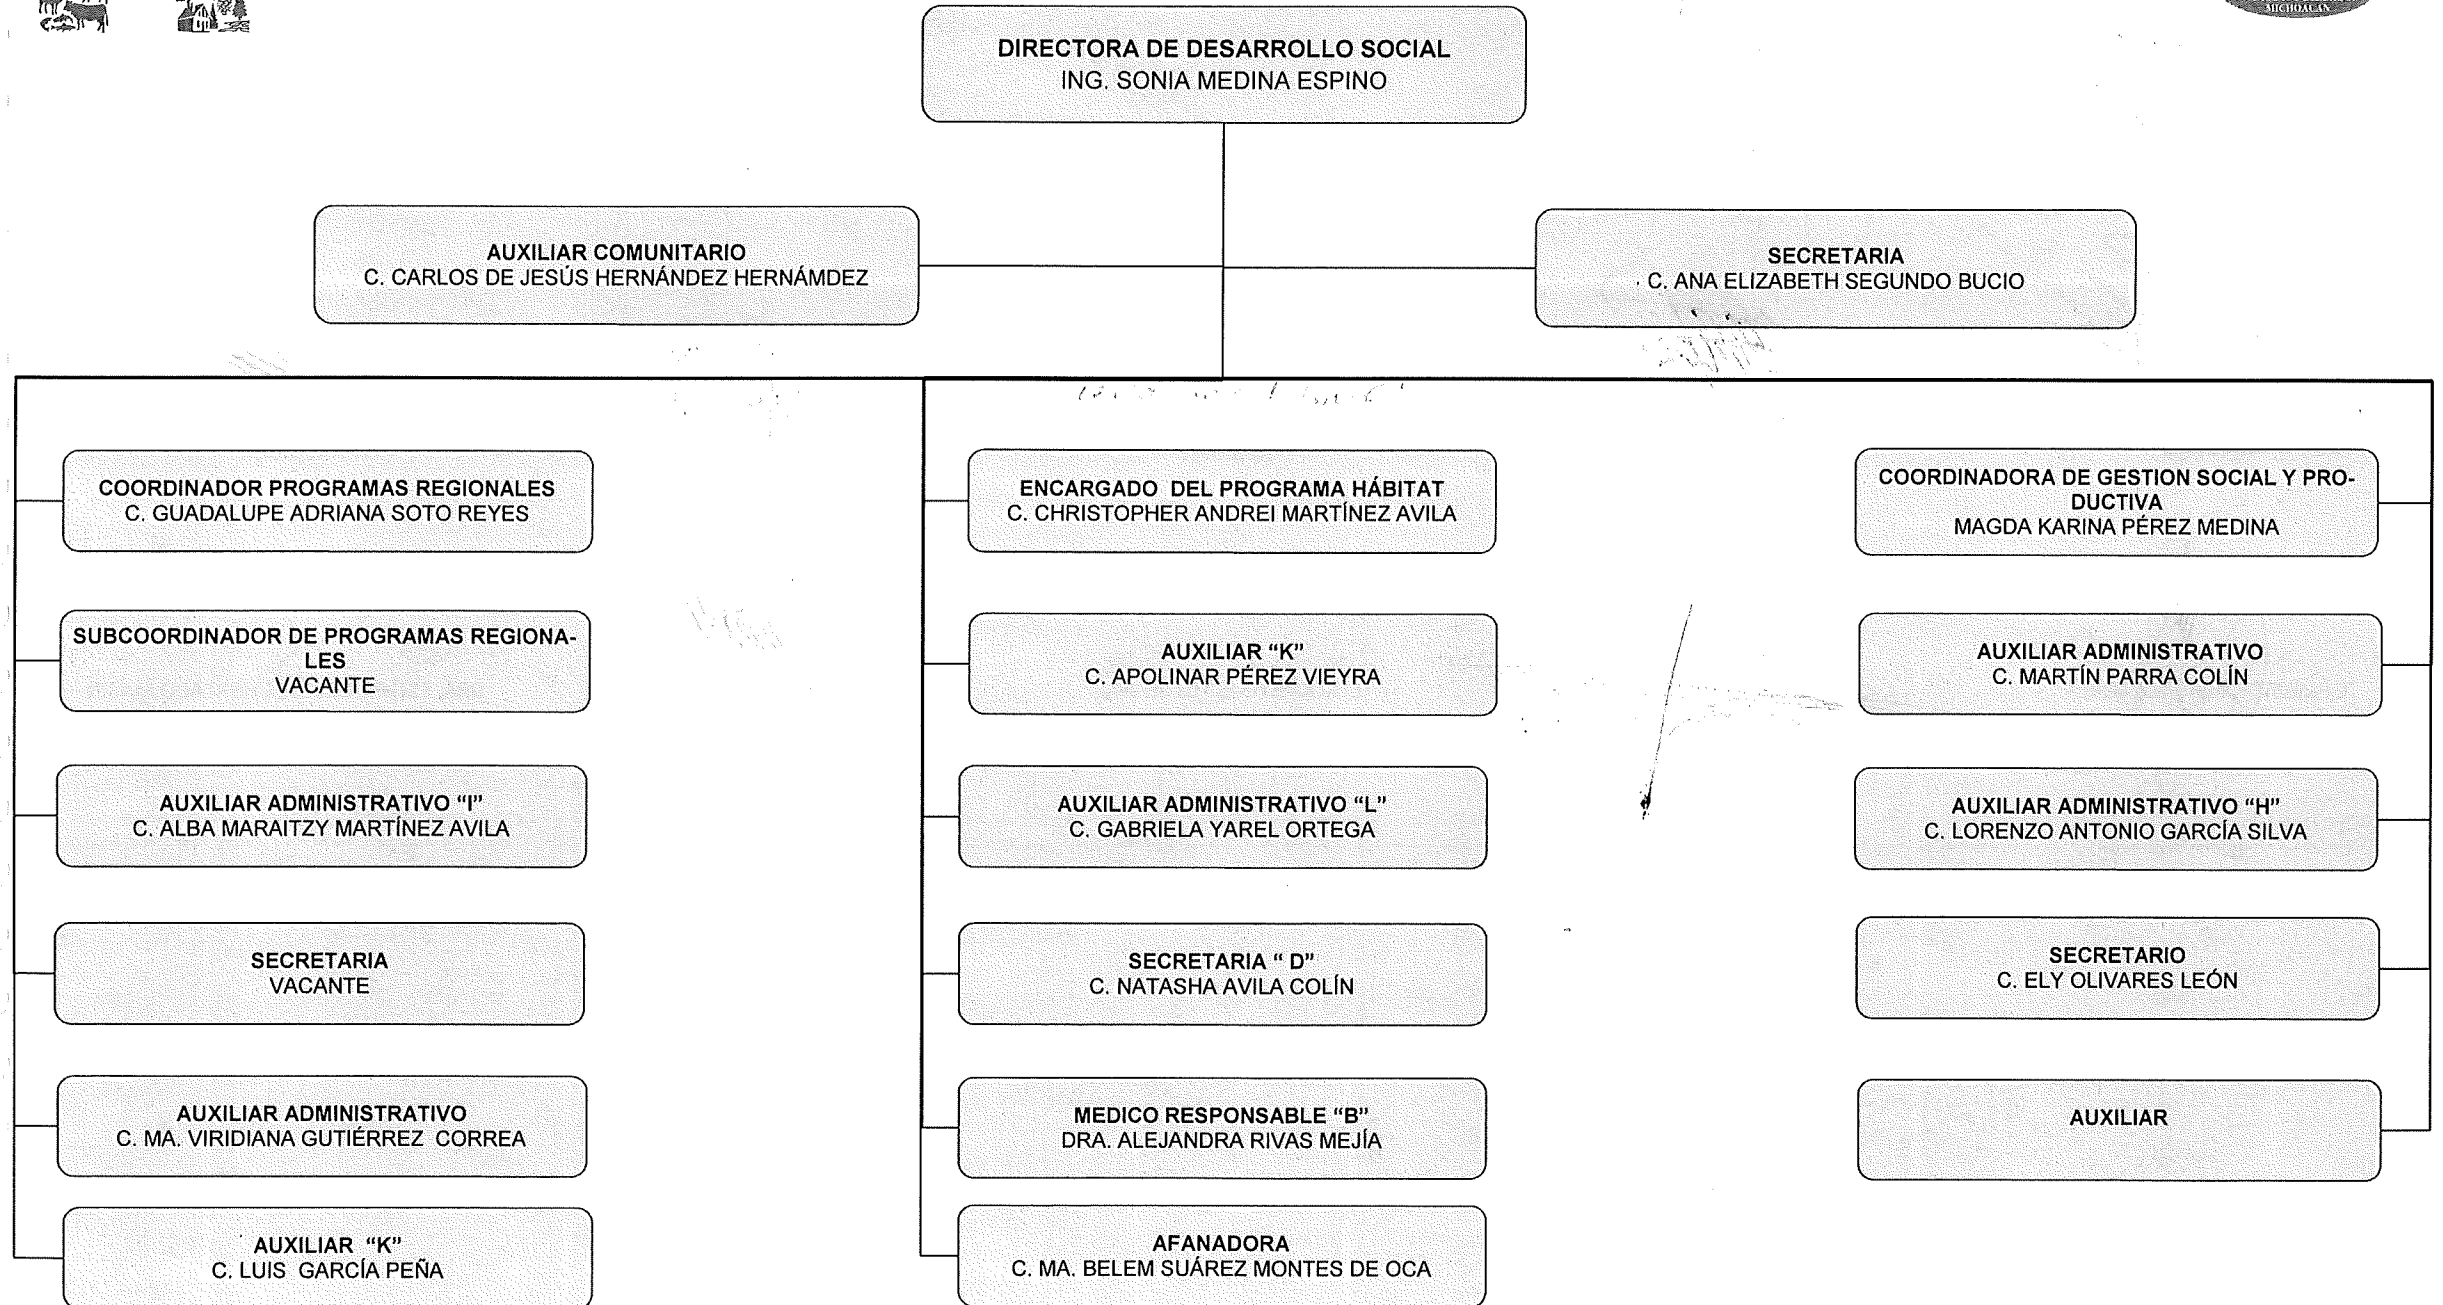 MICHOACÁN
DIRECTORA DE DESARROLLO SOCIAL
ING. SONIA MEDINA ESPINO
AUXILIAR COMUNITARIO
C. CARLOS DE JESÚS HERNÁNDEZ HERNÁMDEZ
SECRETARIA
C. ANA ELIZABETH SEGUNDO BUCIO
COORDINADOR PROGRAMAS REGIONALES
C. GUADALUPE ADRIANA SOTO REYES
SUBCOORDINADOR DE PROGRAMAS REGIONA-
LES
VACANTE
AUXILIAR ADMINISTRATIVO “I”
C. ALBA MARAITZY MARTÍNEZ AVILA
SECRETARIA
VACANTE
AUXILIAR ADMINISTRATIVO
C. MA. VIRIDIANA GUTIÉRREZ CORREA
AUXILIAR “K”
C. LUIS GARCÍA PEÑA
ENCARGADO DEL PROGRAMA HÁBITAT
C. CHRISTOPHER ANDREI MARTÍNEZ AVILA
AUXILIAR “K”
C. APOLINAR PÉREZ VIEYRA
AUXILIAR ADMINISTRATIVO “L”
C. GABRIELA YAREL ORTEGA
SECRETARIA “ D”
C. NATASHA AVILA COLÍN
MEDICO RESPONSABLE “B”
DRA. ALEJANDRA RIVAS MEJÍA
AFANADORA
C. MA. BELEM SUÁREZ MONTES DE OCA
COORDINADORA DE GESTION SOCIAL Y PRO-
DUCTIVA
MAGDA KARINA PÉREZ MEDINA
AUXILIAR ADMINISTRATIVO
C. MARTÍN PARRA COLÍN
AUXILIAR ADMINISTRATIVO “H”
C. LORENZO ANTONIO GARCÍA SILVA
SECRETARIO
C. ELY OLIVARES LEÓN
AUXILIAR